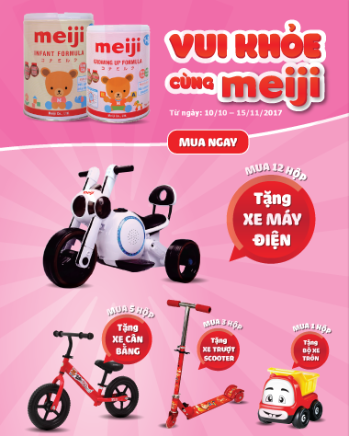 meiji
INFANT FORMULA
meiji
GROWING UP FORMULA
VUI KHỎE
CÙNG meiji
Từ ngày: 10/10 – 15/11/2017
MUA NGAY
MUA 12 HỘP
Tặng
XE MÁY
ĐIỆN
meiji
MUA 5 HỘP
Tặng
XE CÂN
BẰNG
MUA 3 HỘP
Tặng
XE TRƯỢT
SCOOTER
MUA 1 HỘP
Tặng
ĐỒ XE
TRỘN